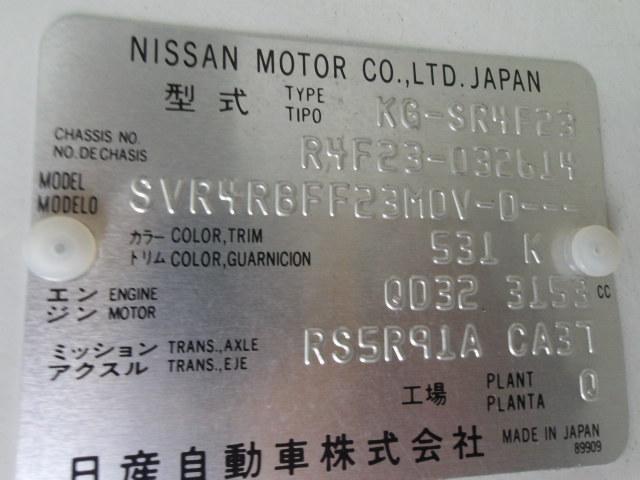 NISSAN MOTOR CO.,LTD. JAPAN
型式 TYPE TIPO KG-SR4F23
CHASSIS NO. NO. DE CHASIS R4F23-032614
MODEL MODELO SVR4RBFF23MDV-D---
カラー COLOR, TRIM
トリム COLOR, GUARNICION 531 K
エンジン ENGINE MOTOR QD32 3153 cc
ミッション TRANS., AXLE
アクスル TRANS., EJE RS5R91A CA37
工場 PLANT PLANTA Q
日産自動車株式会社 MADE IN JAPAN
89909